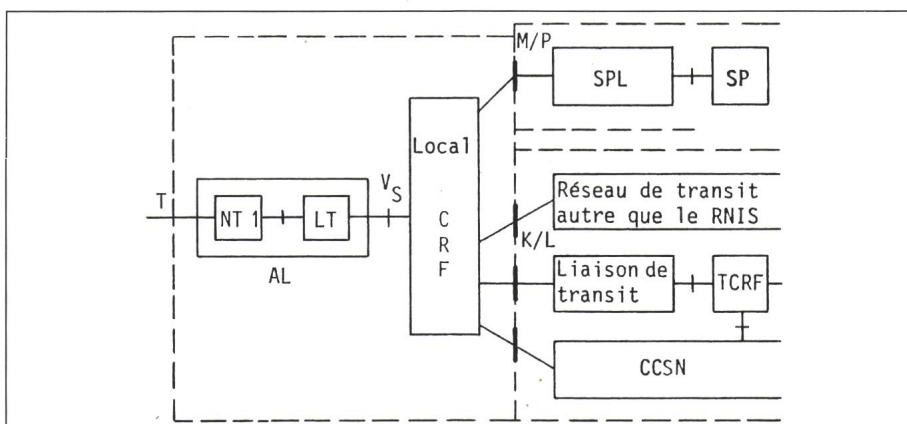 M/P
SPL
SP
Local
C
R
F
T
V
S
NT 1
LT
AL
Réseau de transit
autre que le RNIS
K/L
Liaison de
transit
TCRF
CCSN